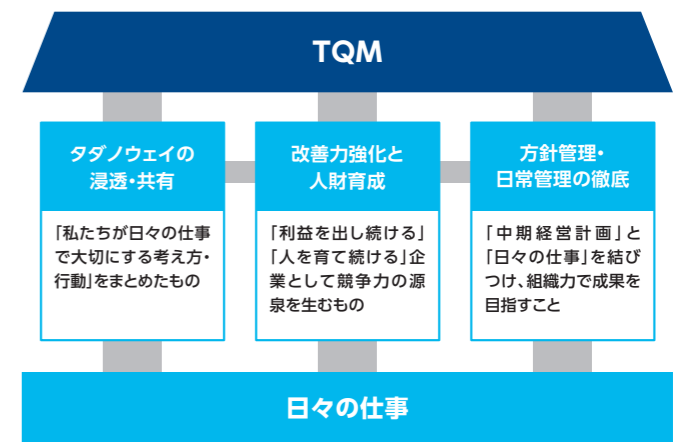 TQM
タダノウェイの
浸透・共有
「私たちが日々の仕事
で大切にする考え方・
行動」をまとめたもの
改善力強化と
人財育成
「利益を出し続ける」
「人を育て続ける」企
業として競争力の源
泉を生むもの
方針管理・
日常管理の徹底
「中期経営計画」と
「日々の仕事」を結び
つけ、組織力で成果を
目指すこと
日々の仕事